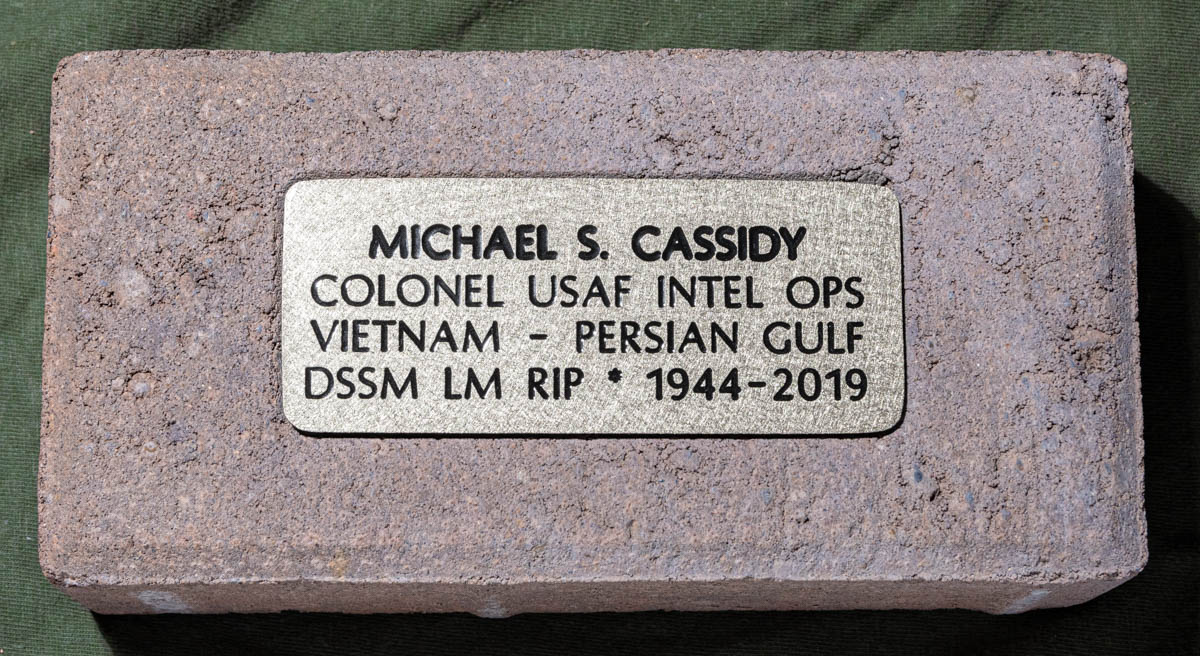 MICHAEL S. CASSIDY
COLONEL USAF INTEL OPS
VIETNAM - PERSIAN GULF
DSSM LM RIP * 1944-2019